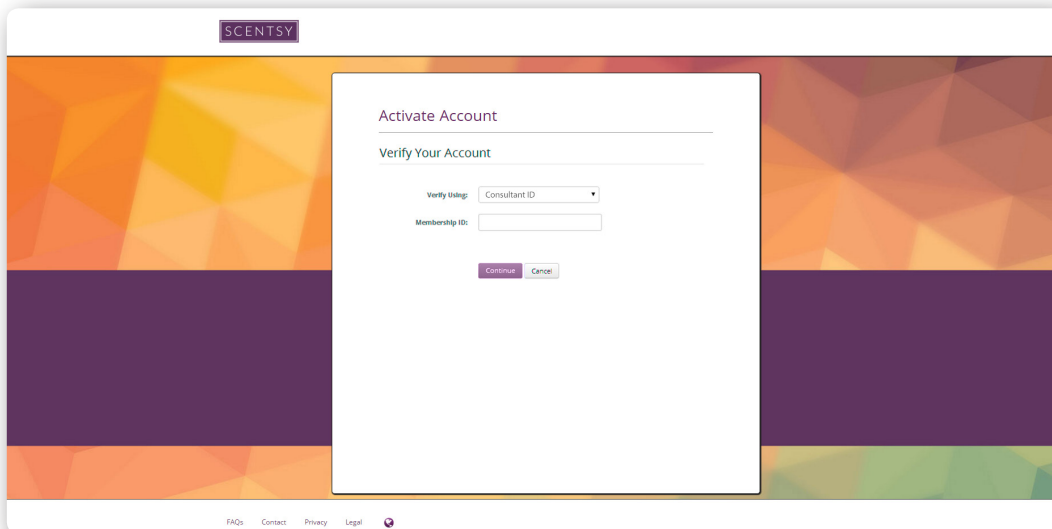 SCENTSY
Activate Account
Verify Your Account
Verify Using: Consultant ID
Membership ID:
Continue Cancel
FAQs Contact Privacy Legal